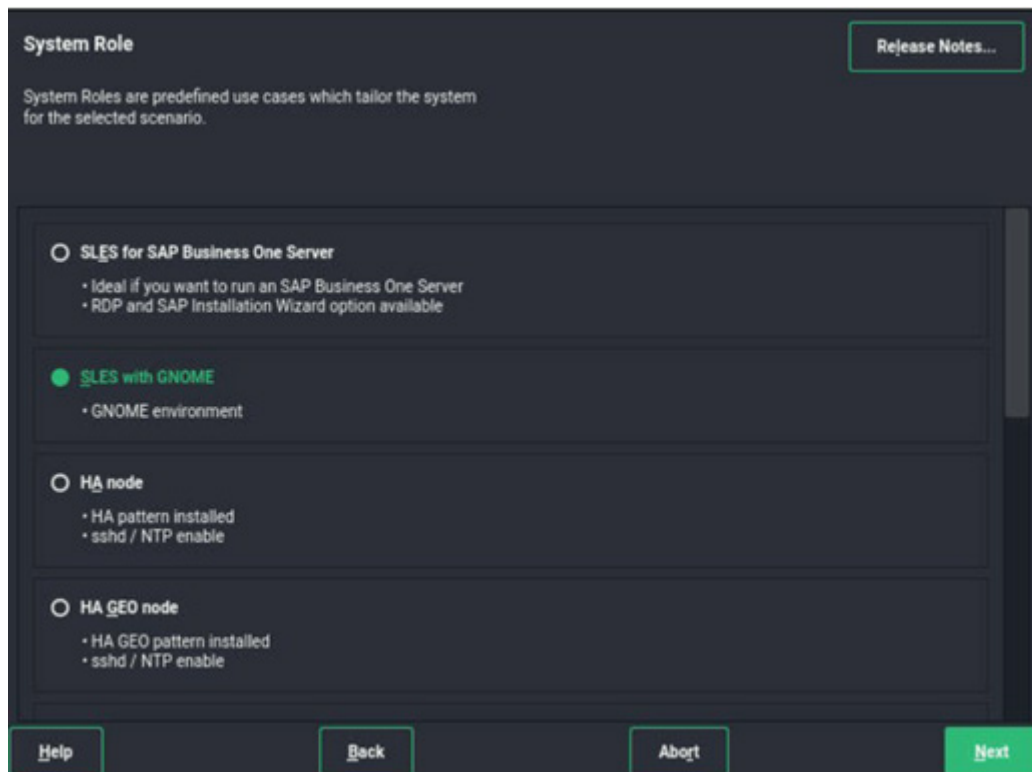 System Role
Release Notes...
System Roles are predefined use cases which tailor the system
for the selected scenario.
SLES for SAP Business One Server
• Ideal if you want to run an SAP Business One Server
• RDP and SAP Installation Wizard option available
SLES with GNOME
• GNOME environment
HA node
• HA pattern installed
• sshd / NTP enable
HA GEO node
• HA GEO pattern installed
• sshd / NTP enable
Help
Back
Abort
Next